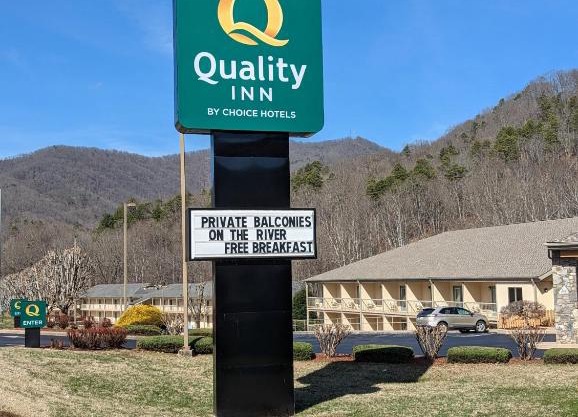 Q
Quality
INN
BY CHOICE HOTELS
PRIVATE BALCONIES
ON THE RIVER
FREE BREAKFAST
Q
ENTER